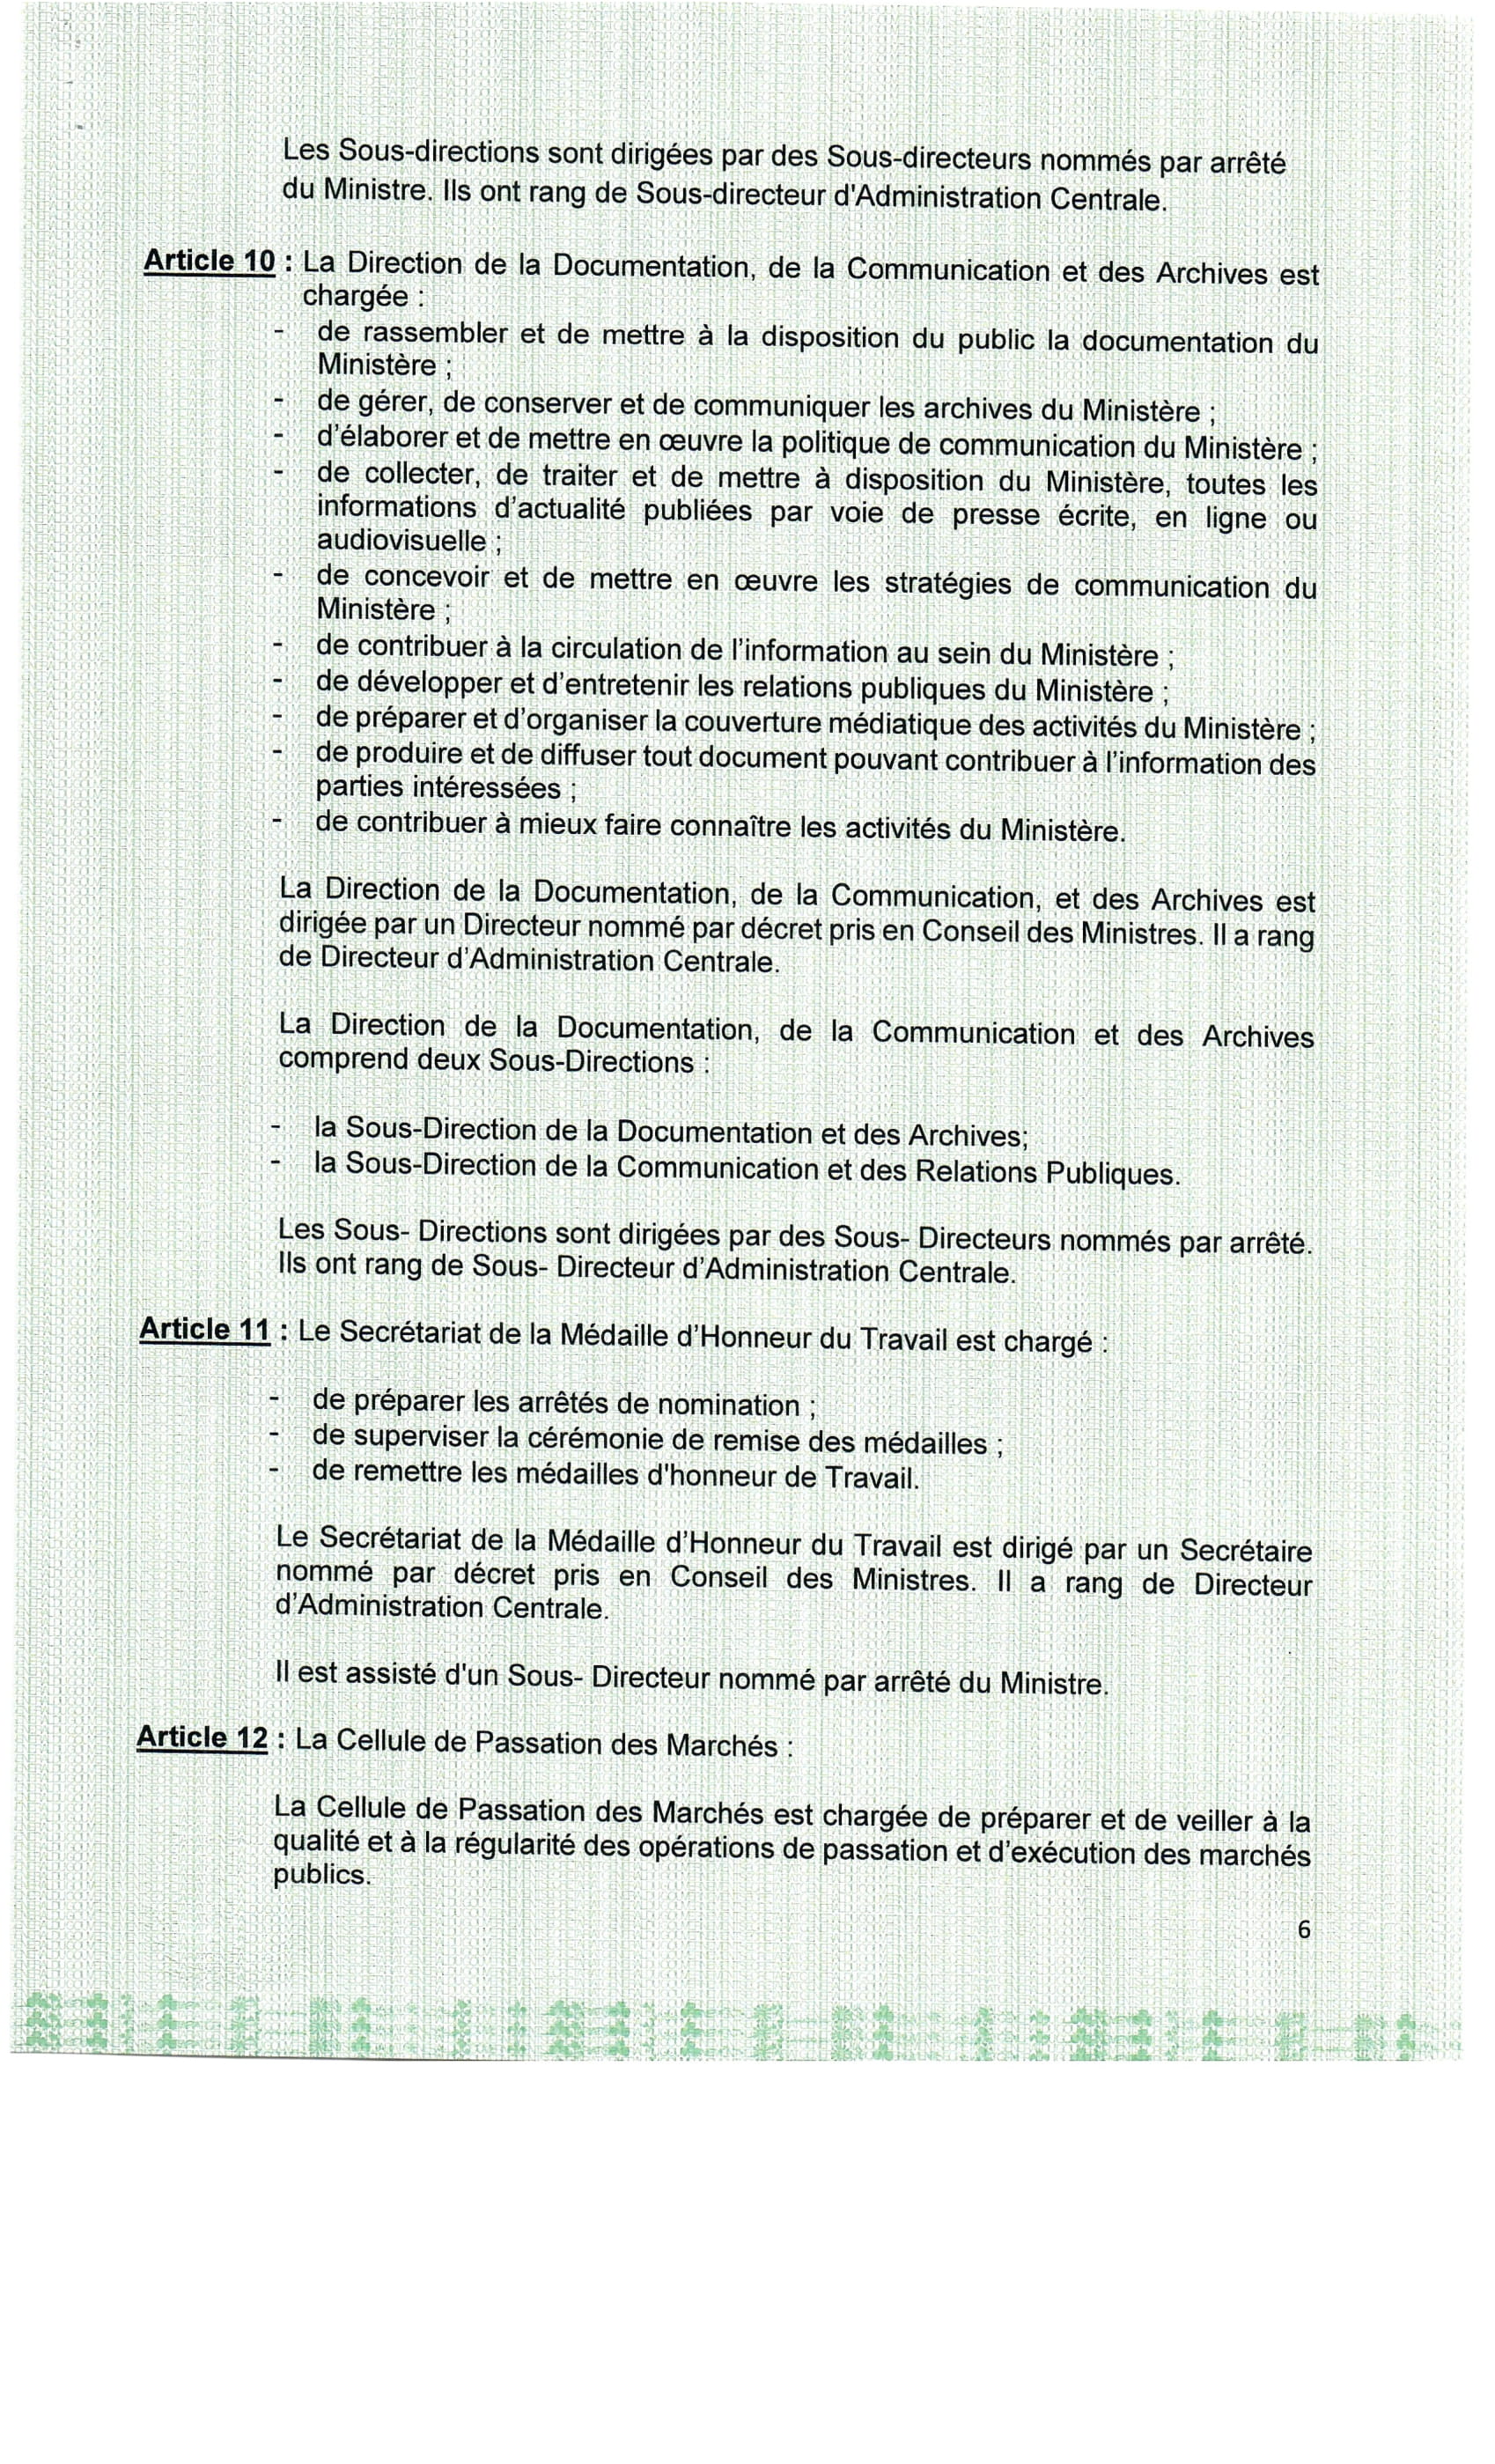 Les Sous-directions sont dirigées par des Sous-directeurs nommés par arrêté
du Ministre. Ils ont rang de Sous-directeur d'Administration Centrale.
Article 10 : La Direction de la Documentation, de la Communication et des Archives est
chargée :
- de rassembler et de mettre à la disposition du public la documentation du
Ministère ;
- de gérer, de conserver et de communiquer les archives du Ministère ;
- d'élaborer et de mettre en œuvre la politique de communication du Ministère ;
- de collecter, de traiter et de mettre à disposition du Ministère, toutes les
informations d'actualité publiées par voie de presse écrite, en ligne ou
audiovisuelle ;
- de concevoir et de mettre en œuvre les stratégies de communication du
Ministère ;
- de contribuer à la circulation de l'information au sein du Ministère ;
- de développer et d'entretenir les relations publiques du Ministère ;
- de préparer et d'organiser la couverture médiatique des activités du Ministère ;
- de produire et de diffuser tout document pouvant contribuer à l'information des
parties intéressées ;
- de contribuer à mieux faire connaître les activités du Ministère.
La Direction de la Documentation, de la Communication, et des Archives est
dirigée par un Directeur nommé par décret pris en Conseil des Ministres. Il a rang
de Directeur d'Administration Centrale.
La Direction de la Documentation, de la Communication et des Archives
comprend deux Sous-Directions :
- la Sous-Direction de la Documentation et des Archives;
- la Sous-Direction de la Communication et des Relations Publiques.
Les Sous- Directions sont dirigées par des Sous- Directeurs nommés par arrêté.
Ils ont rang de Sous- Directeur d'Administration Centrale.
Article 11 : Le Secrétariat de la Médaille d'Honneur du Travail est chargé :
- de préparer les arrêtés de nomination ;
- de superviser la cérémonie de remise des médailles ;
- de remettre les médailles d'honneur de Travail.
Le Secrétariat de la Médaille d'Honneur du Travail est dirigé par un Secrétaire
nommé par décret pris en Conseil des Ministres. Il a rang de Directeur
d'Administration Centrale.
Il est assisté d'un Sous- Directeur nommé par arrêté du Ministre.
Article 12 : La Cellule de Passation des Marchés :
La Cellule de Passation des Marchés est chargée de préparer et de veiller à la
qualité et à la régularité des opérations de passation et d'exécution des marchés
publics.
6